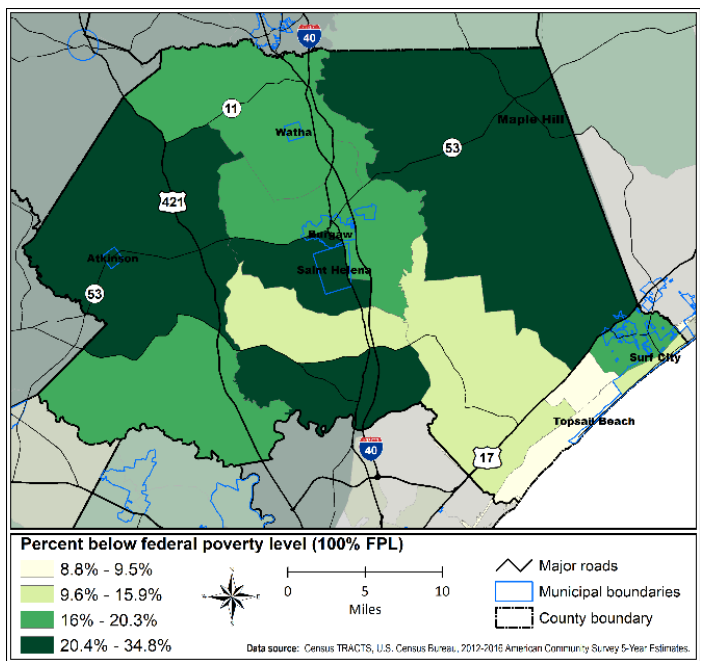 40
11
Watha
Maple Hill
53
421
Burgaw
Atkinson
Saint Helena
53
Surf City
Topsail Beach
17
40
Percent below federal poverty level (100% FPL)
8.8% - 9.5%
9.6% - 15.9%
16% - 20.3%
20.4% - 34.8%
0 5 10
Miles
Major roads
Municipal boundaries
County boundary
Data source: Census TRACTS, U.S. Census Bureau, 2012-2016 American Community Survey 5-Year Estimates.